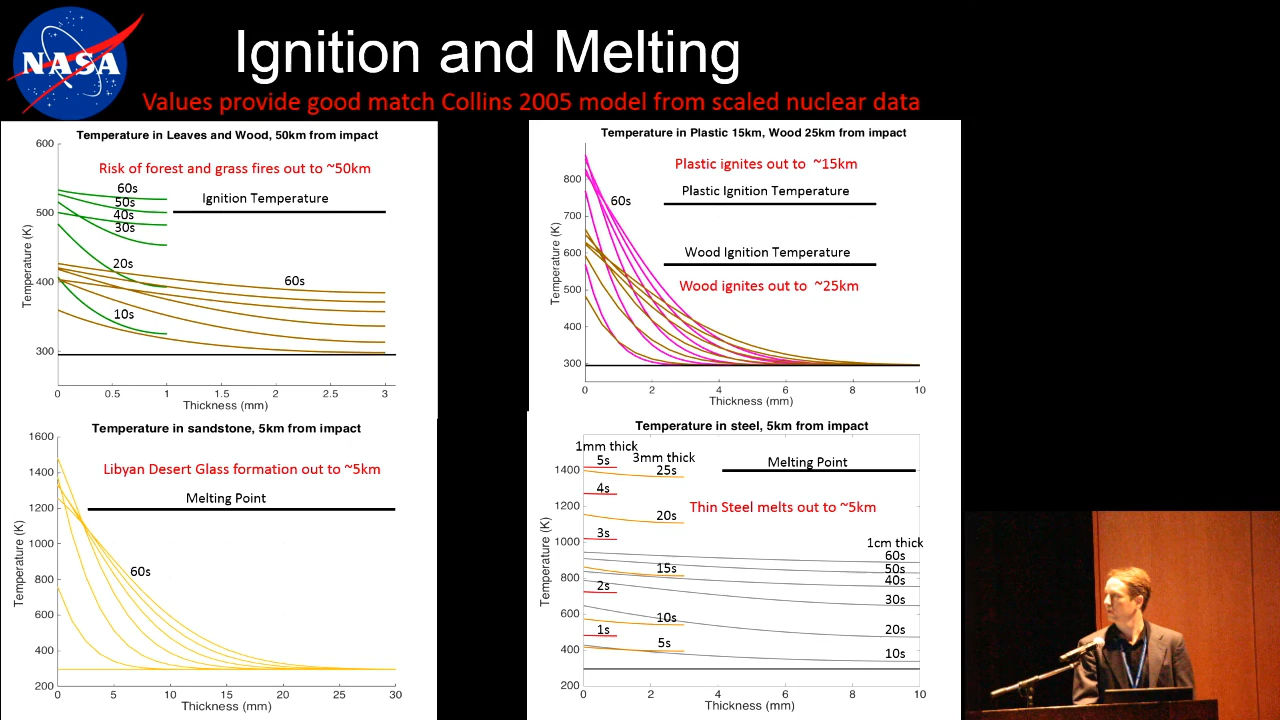 NASA
Ignition and Melting
Values provide good match Collins 2005 model from scaled nuclear data
Temperature in Leaves and Wood, 50km from impact
Risk of forest and grass fires out to ~50km
Ignition Temperature
60s
50s
40s
30s
20s
60s
10s
600
500
400
300
Temperature (K)
0 0.5 1 1.5 2 2.5 3
Thickness (mm)
Temperature in Plastic 15km, Wood 25km from impact
Plastic ignites out to ~15km
Plastic Ignition Temperature
60s
Wood Ignition Temperature
Wood ignites out to ~25km
800
700
600
500
400
300
Temperature (K)
0 2 4 6 8 10
Thickness (mm)
Temperature in sandstone, 5km from impact
Libyan Desert Glass formation out to ~5km
Melting Point
60s
1600
1400
1200
1000
800
600
400
200
Temperature (K)
0 5 10 15 20 25 30
Thickness (mm)
Temperature in steel, 5km from impact
1mm thick
3mm thick
Melting Point
5s
25s
4s
Thin Steel melts out to ~5km
20s
3s
1cm thick
60s
15s
50s
2s
40s
30s
10s
1s
20s
5s
10s
1400
1200
1000
800
600
400
200
Temperature (K)
0 2 4 6 8 10
Thickness (mm)